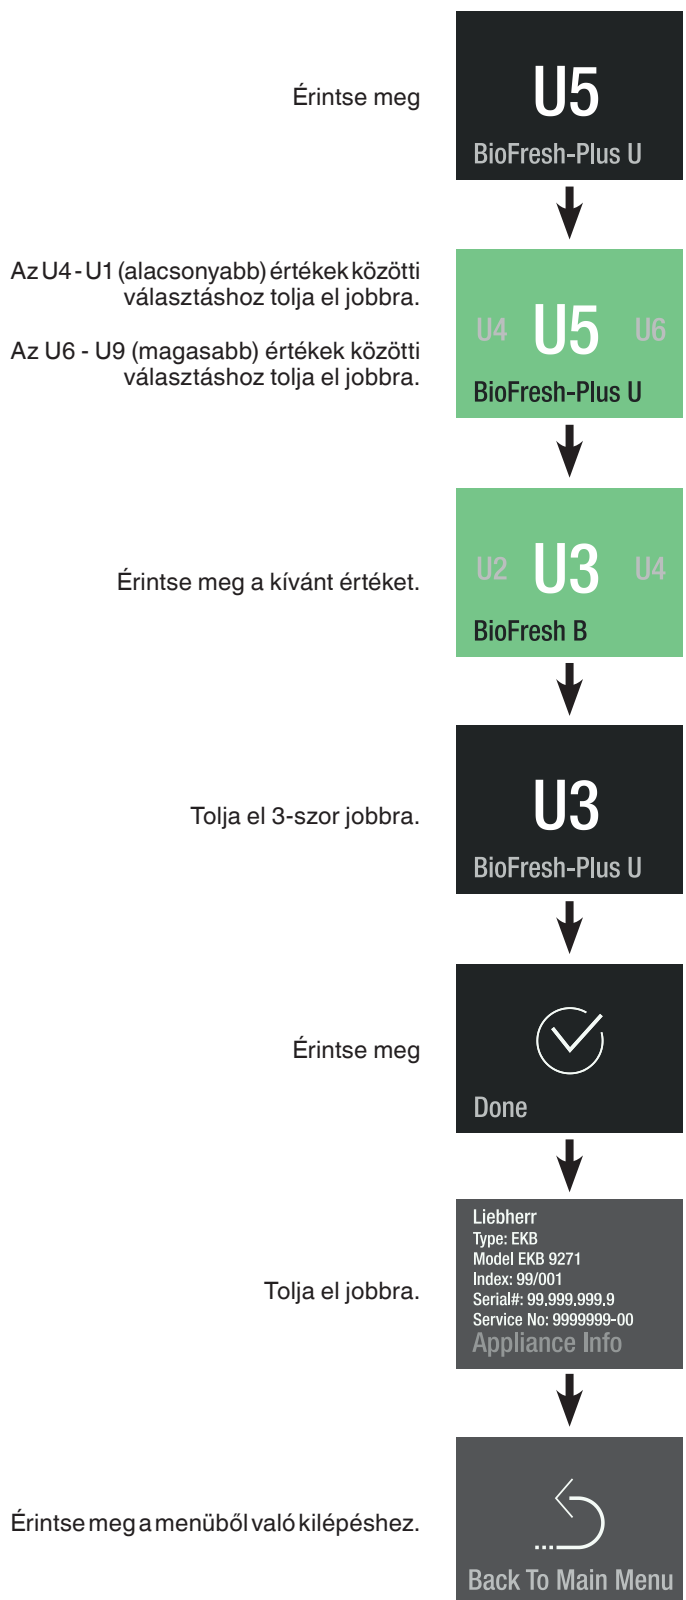 Érintse meg
U5
BioFresh-Plus U
Az U4 - U1 (alacsonyabb) értékek közötti
választáshoz tolja el jobbra.
Az U6 - U9 (magasabb) értékek közötti
választáshoz tolja el jobbra.
U4 U5 U6
BioFresh-Plus U
Érintse meg a kívánt értéket.
U2 U3 U4
BioFresh B
Tolja el 3-szor jobbra.
U3
BioFresh-Plus U
Érintse meg
Done
Tolja el jobbra.
Liebherr
Type: EKB
Model EKB 9271
Index: 99/001
Serial#: 99,999,999,9
Service No: 9999999-00
Appliance Info
Érintse meg a menüből való kilépéshez.
Back To Main Menu